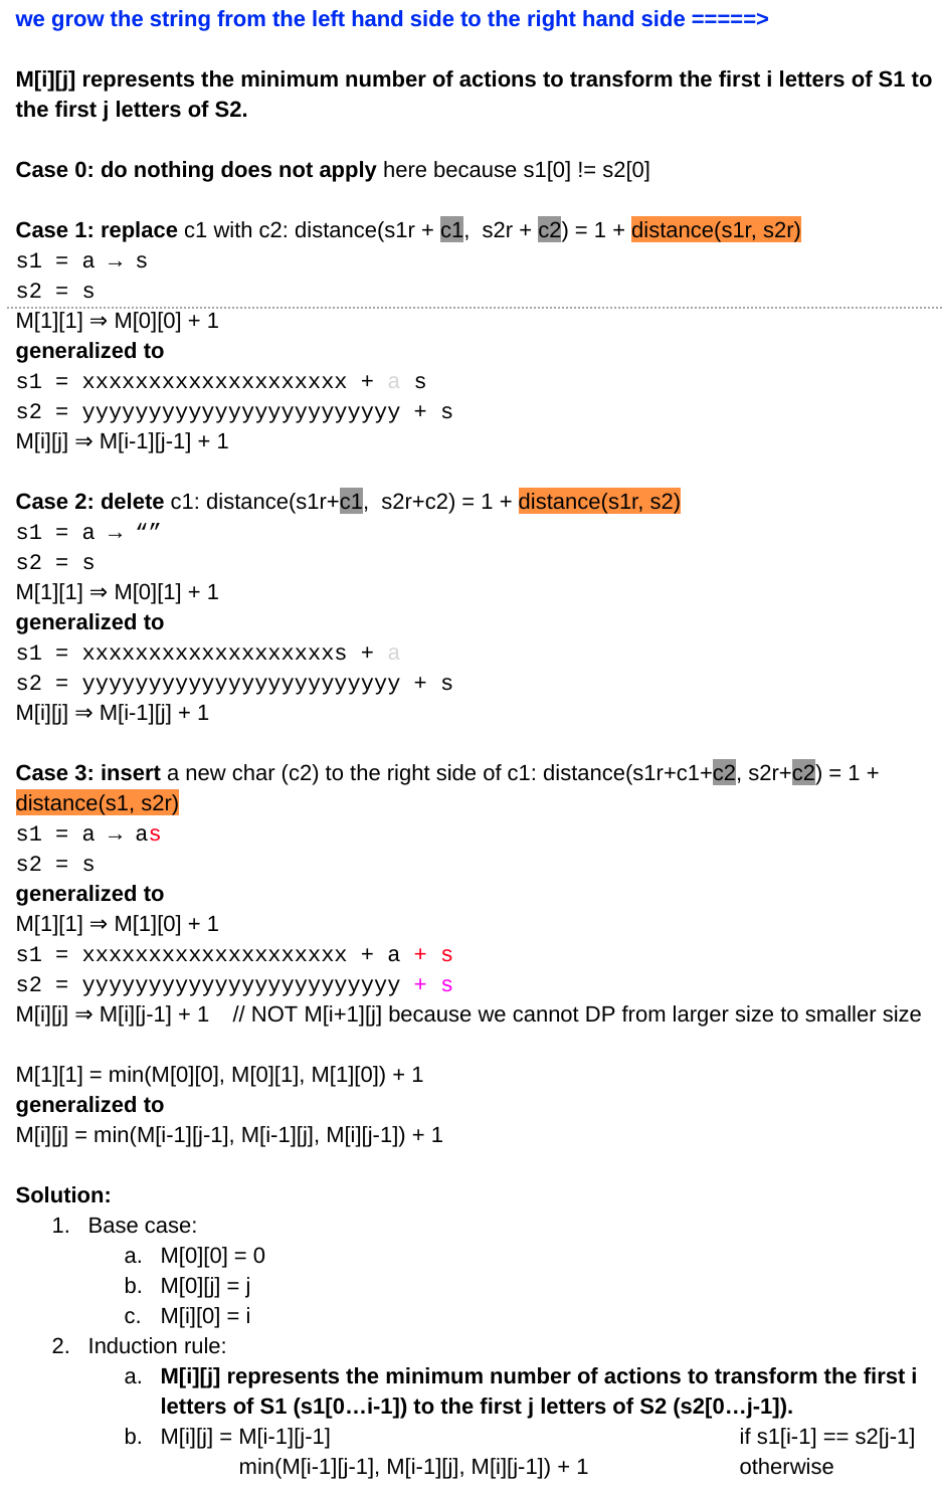 we grow the string from the left hand side to the right hand side =====>
M[i][j] represents the minimum number of actions to transform the first i letters of S1 to
the first j letters of S2.
Case 0: do nothing does not apply here because s1[0] != s2[0]
Case 1: replace c1 with c2: distance(s1r + c1,  s2r + c2) = 1 + distance(s1r, s2r)
s1 = a → s
s2 = s
M[1][1] ⇒ M[0][0] + 1
generalized to
s1 = xxxxxxxxxxxxxxxxxxxx + a s
s2 = yyyyyyyyyyyyyyyyyyyyyyyy + s
M[i][j] ⇒ M[i-1][j-1] + 1
Case 2: delete c1: distance(s1r+c1,  s2r+c2) = 1 + distance(s1r, s2)
s1 = a → “”
s2 = s
M[1][1] ⇒ M[0][1] + 1
generalized to
s1 = xxxxxxxxxxxxxxxxxxxs + a
s2 = yyyyyyyyyyyyyyyyyyyyyyyy + s
M[i][j] ⇒ M[i-1][j] + 1
Case 3: insert a new char (c2) to the right side of c1: distance(s1r+c1+c2, s2r+c2) = 1 +
distance(s1, s2r)
s1 = a → as
s2 = s
generalized to
M[1][1] ⇒ M[1][0] + 1
s1 = xxxxxxxxxxxxxxxxxxxx + a + s
s2 = yyyyyyyyyyyyyyyyyyyyyyyy + s
M[i][j] ⇒ M[i][j-1] + 1    // NOT M[i+1][j] because we cannot DP from larger size to smaller size
M[1][1] = min(M[0][0], M[0][1], M[1][0]) + 1
generalized to
M[i][j] = min(M[i-1][j-1], M[i-1][j], M[i][j-1]) + 1
Solution:
1. Base case:
a. M[0][0] = 0
b. M[0][j] = j
c. M[i][0] = i
2. Induction rule:
a. M[i][j] represents the minimum number of actions to transform the first i
letters of S1 (s1[0…i-1]) to the first j letters of S2 (s2[0…j-1]).
b. M[i][j] = M[i-1][j-1] if s1[i-1] == s2[j-1]
min(M[i-1][j-1], M[i-1][j], M[i][j-1]) + 1 otherwise